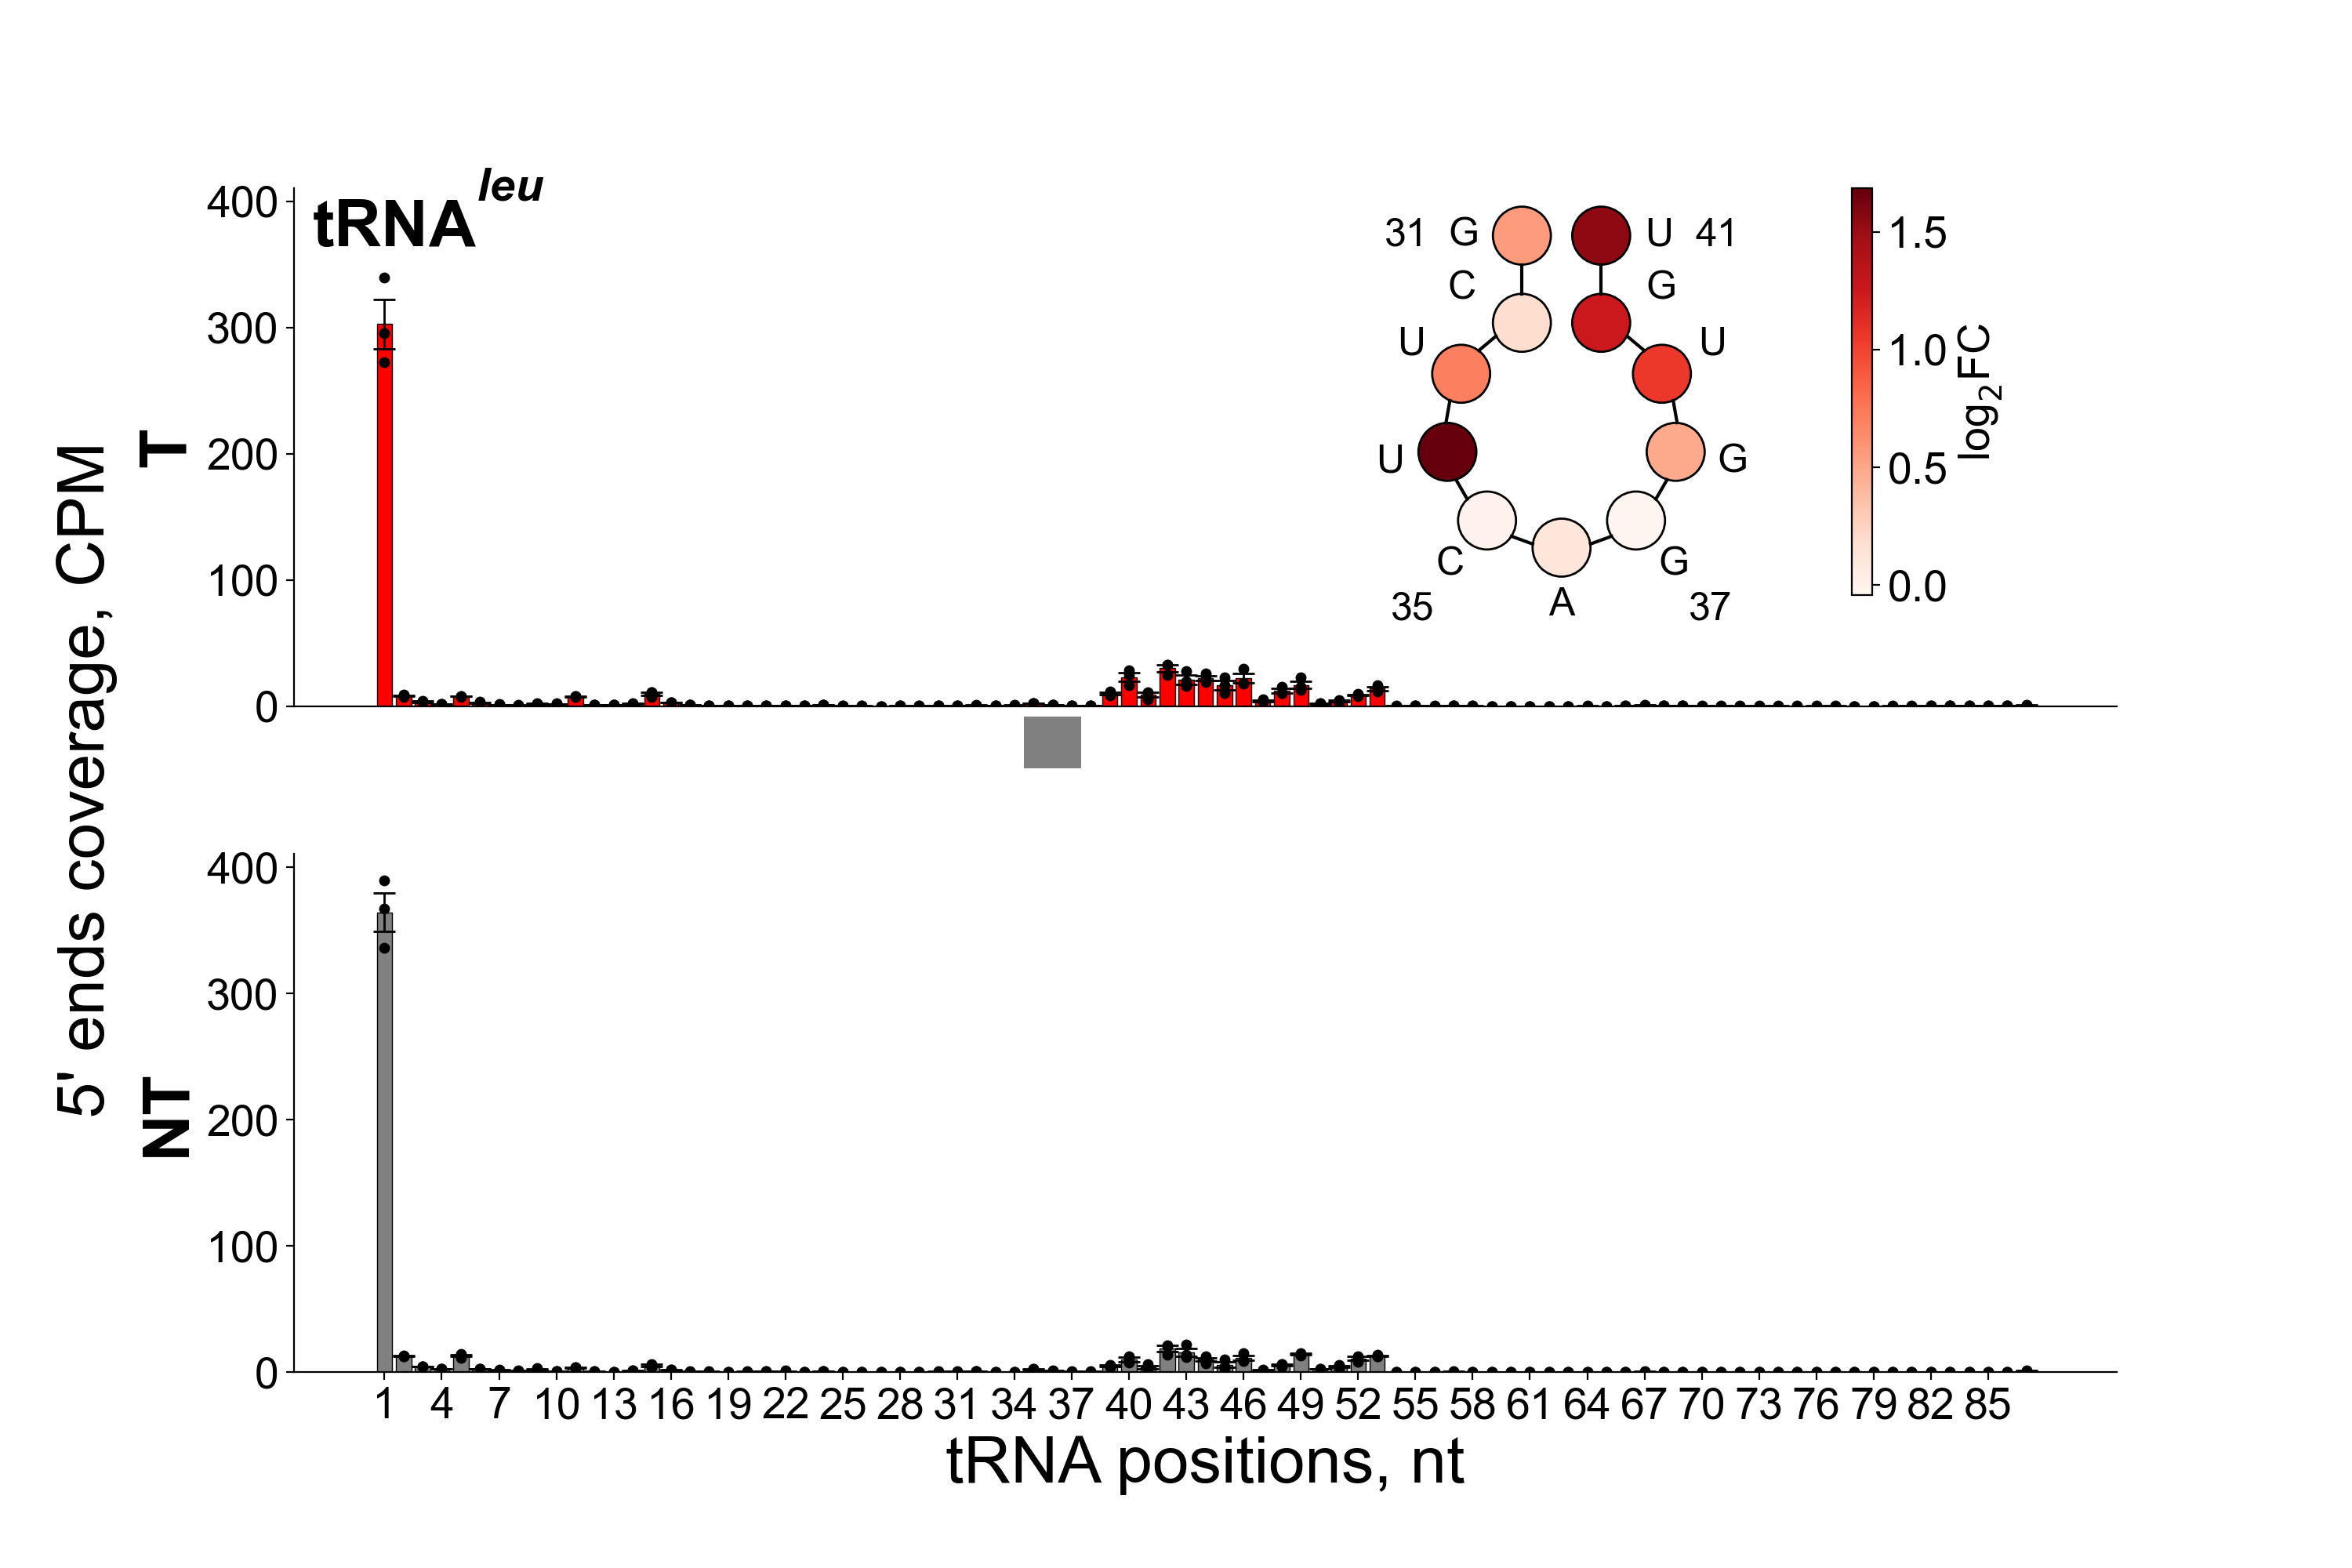 tRNA^leu
5' ends coverage, CPM
T
400
300
200
100
0
31 G U 41
C G
U U
U G
C G
35 A 37
1.5
1.0
0.5
0.0
log₂FC
NT
400
300
200
100
0
1 4 7 10 13 16 19 22 25 28 31 34 37 40 43 46 49 52 55 58 61 64 67 70 73 76 79 82 85
tRNA positions, nt